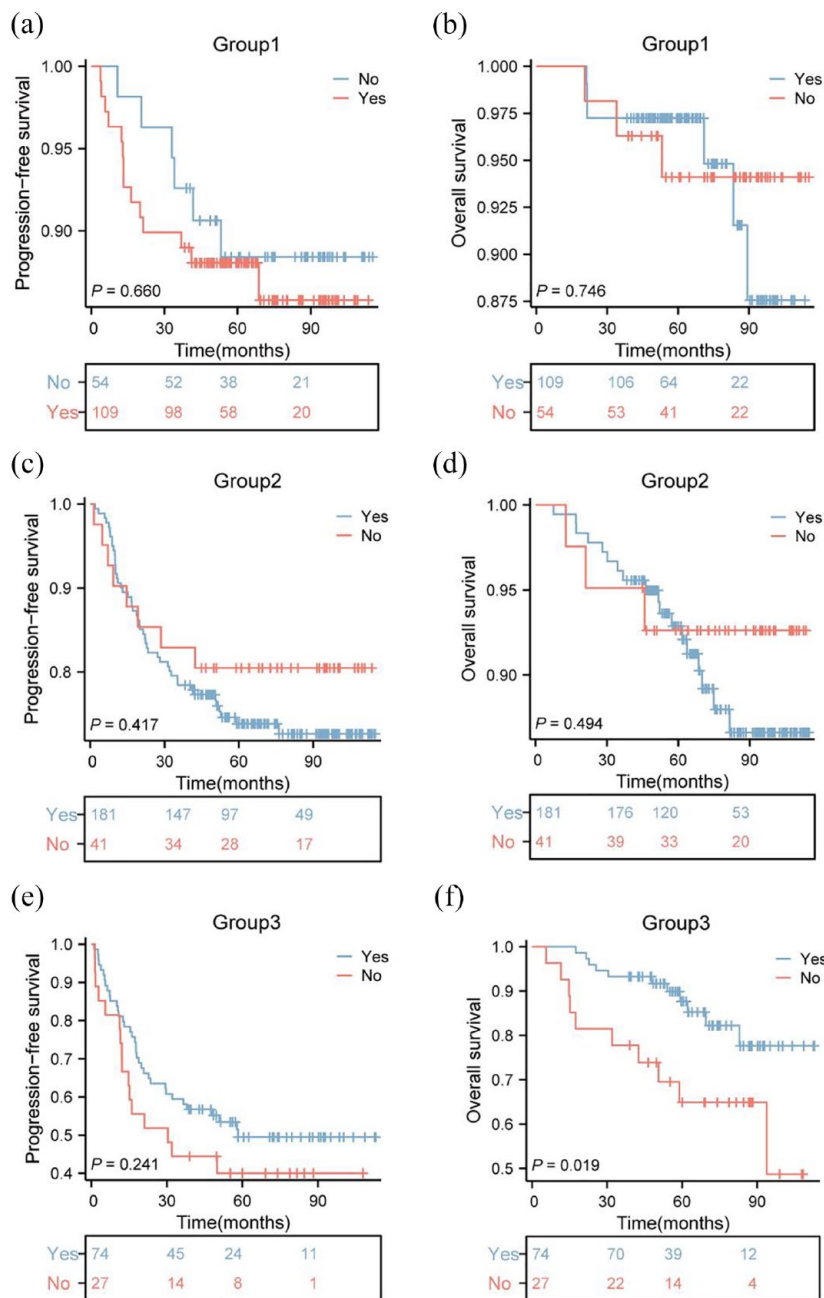 (a)
Group1
Progression-free survival
1.00
0.95
0.90
No
Yes
P = 0.660
0 30 60 90
Time(months)
No 54 52 38 21
Yes 109 98 58 20
(b)
Group1
Overall survival
1.000
0.975
0.950
0.925
0.900
0.875
Yes
No
P = 0.746
0 30 60 90
Time(months)
Yes 109 106 64 22
No 54 53 41 22
(c)
Group2
Progression-free survival
1.0
0.9
0.8
Yes
No
P = 0.417
0 30 60 90
Time(months)
Yes 181 147 97 49
No 41 34 28 17
(d)
Group2
Overall survival
1.00
0.95
0.90
Yes
No
P = 0.494
0 30 60 90
Time(months)
Yes 181 176 120 53
No 41 39 33 20
(e)
Group3
Progression-free survival
1.0
0.9
0.8
0.7
0.6
0.5
0.4
Yes
No
P = 0.241
0 30 60 90
Time(months)
Yes 74 45 24 11
No 27 14 8 1
(f)
Group3
Overall survival
1.0
0.9
0.8
0.7
0.6
0.5
Yes
No
P = 0.019
0 30 60 90
Time(months)
Yes 74 70 39 12
No 27 22 14 4